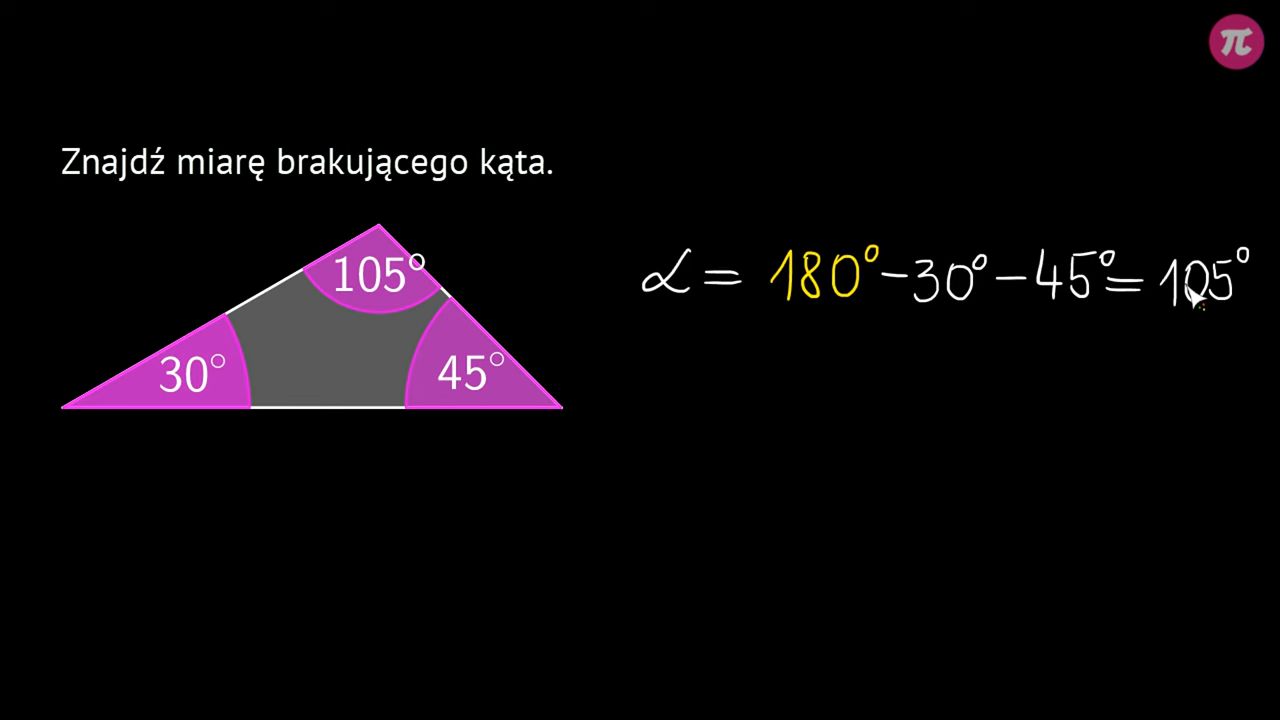 π
Znajdź miarę brakującego kąta.
105°
30°
45°
α = 180° - 30° - 45° = 105°